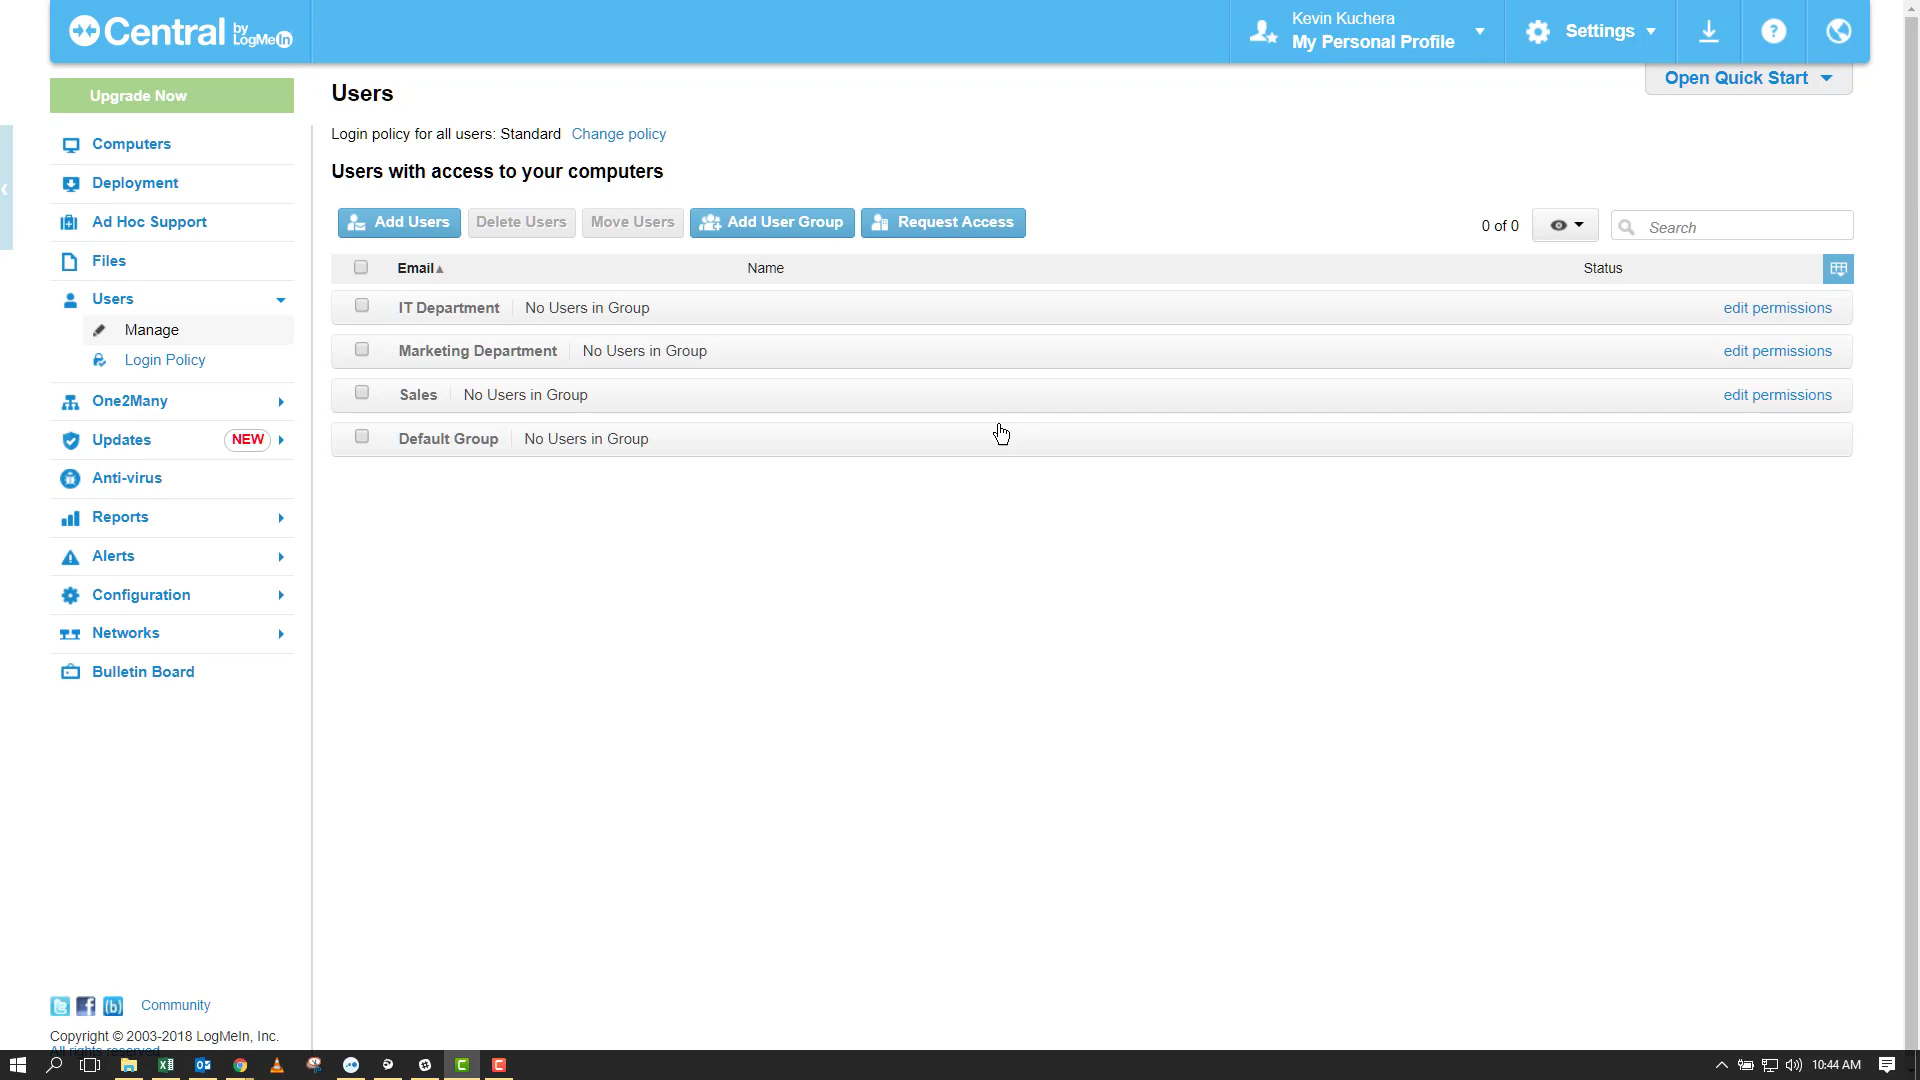 Central by LogMeIn
Kevin Kuchera
My Personal Profile
Settings
?
Open Quick Start
Upgrade Now
Computers
Deployment
Ad Hoc Support
Files
Users
Manage
Login Policy
One2Many
Updates NEW
Anti-virus
Reports
Alerts
Configuration
Networks
Bulletin Board
Community
Copyright © 2003-2018 LogMeIn, Inc.
All rights reserved
Users
Login policy for all users: Standard Change policy
Users with access to your computers
Add Users Delete Users Move Users Add User Group Request Access 0 of 0 Search
Email Name Status
IT Department No Users in Group edit permissions
Marketing Department No Users in Group edit permissions
Sales No Users in Group edit permissions
Default Group No Users in Group
10:44 AM